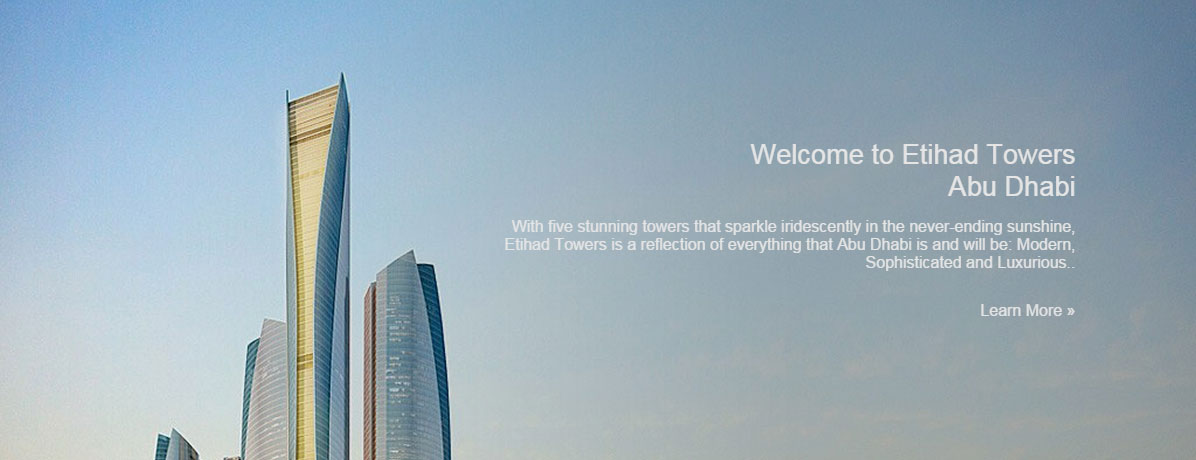 Welcome to Etihad Towers
Abu Dhabi
With five stunning towers that sparkle iridescently in the never-ending sunshine,
Etihad Towers is a reflection of everything that Abu Dhabi is and will be: Modern,
Sophisticated and Luxurious..
Learn More »